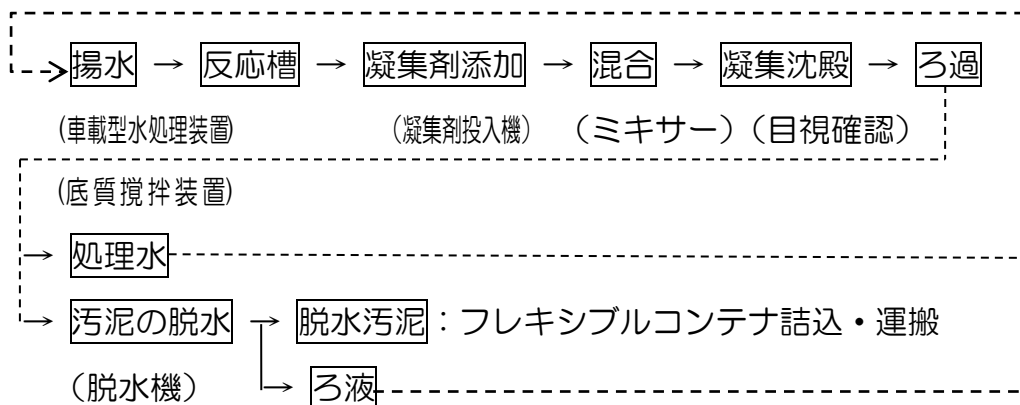 揚水 → 反応槽 → 凝集剤添加 → 混合 → 凝集沈殿 → ろ過
(車載型水処理装置) (凝集剤投入機) (ミキサー) (目視確認)
(底質撹拌装置)
→ 処理水
→ 汚泥の脱水 → 脱水汚泥：フレキシブルコンテナ詰込・運搬
(脱水機) → ろ液